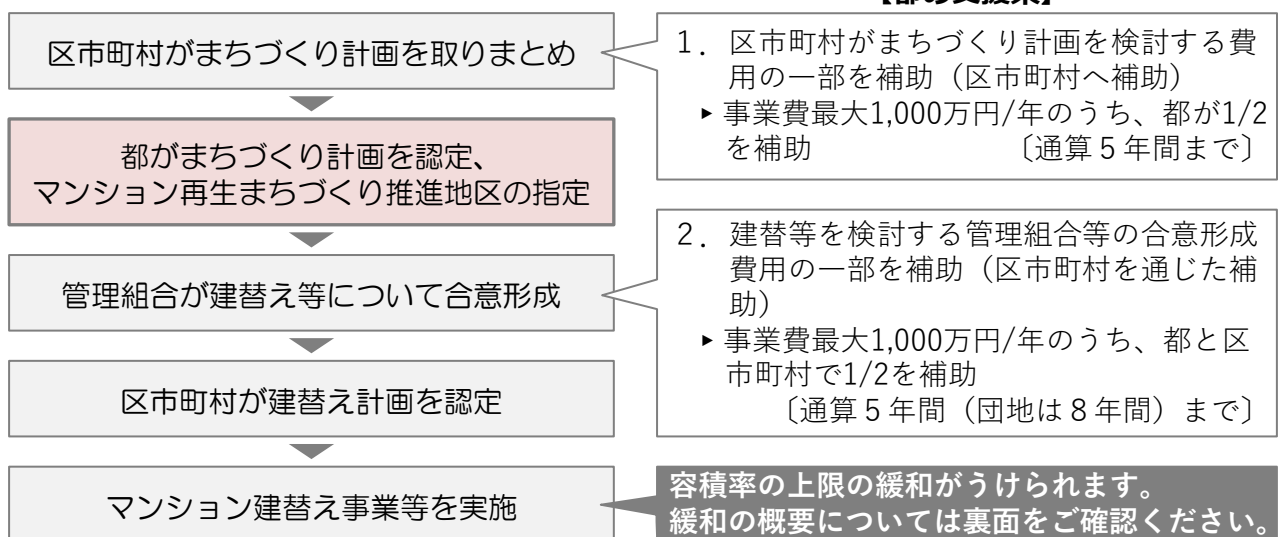 【都の支援策】
区市町村がまちづくり計画を取りまとめ
1．区市町村がまちづくり計画を検討する費
用の一部を補助（区市町村へ補助）
▸ 事業費最大1,000万円/年のうち、都が1/2
を補助　　　　　　〔通算５年間まで〕
都がまちづくり計画を認定、
マンション再生まちづくり推進地区の指定
2．建替等を検討する管理組合等の合意形成
費用の一部を補助（区市町村を通じた補
助）
▸ 事業費最大1,000万円/年のうち、都と区
市町村で1/2を補助
〔通算５年間（団地は８年間）まで〕
管理組合が建替え等について合意形成
区市町村が建替え計画を認定
マンション建替え事業等を実施
容積率の上限の緩和がうけられます。
緩和の概要については裏面をご確認ください。